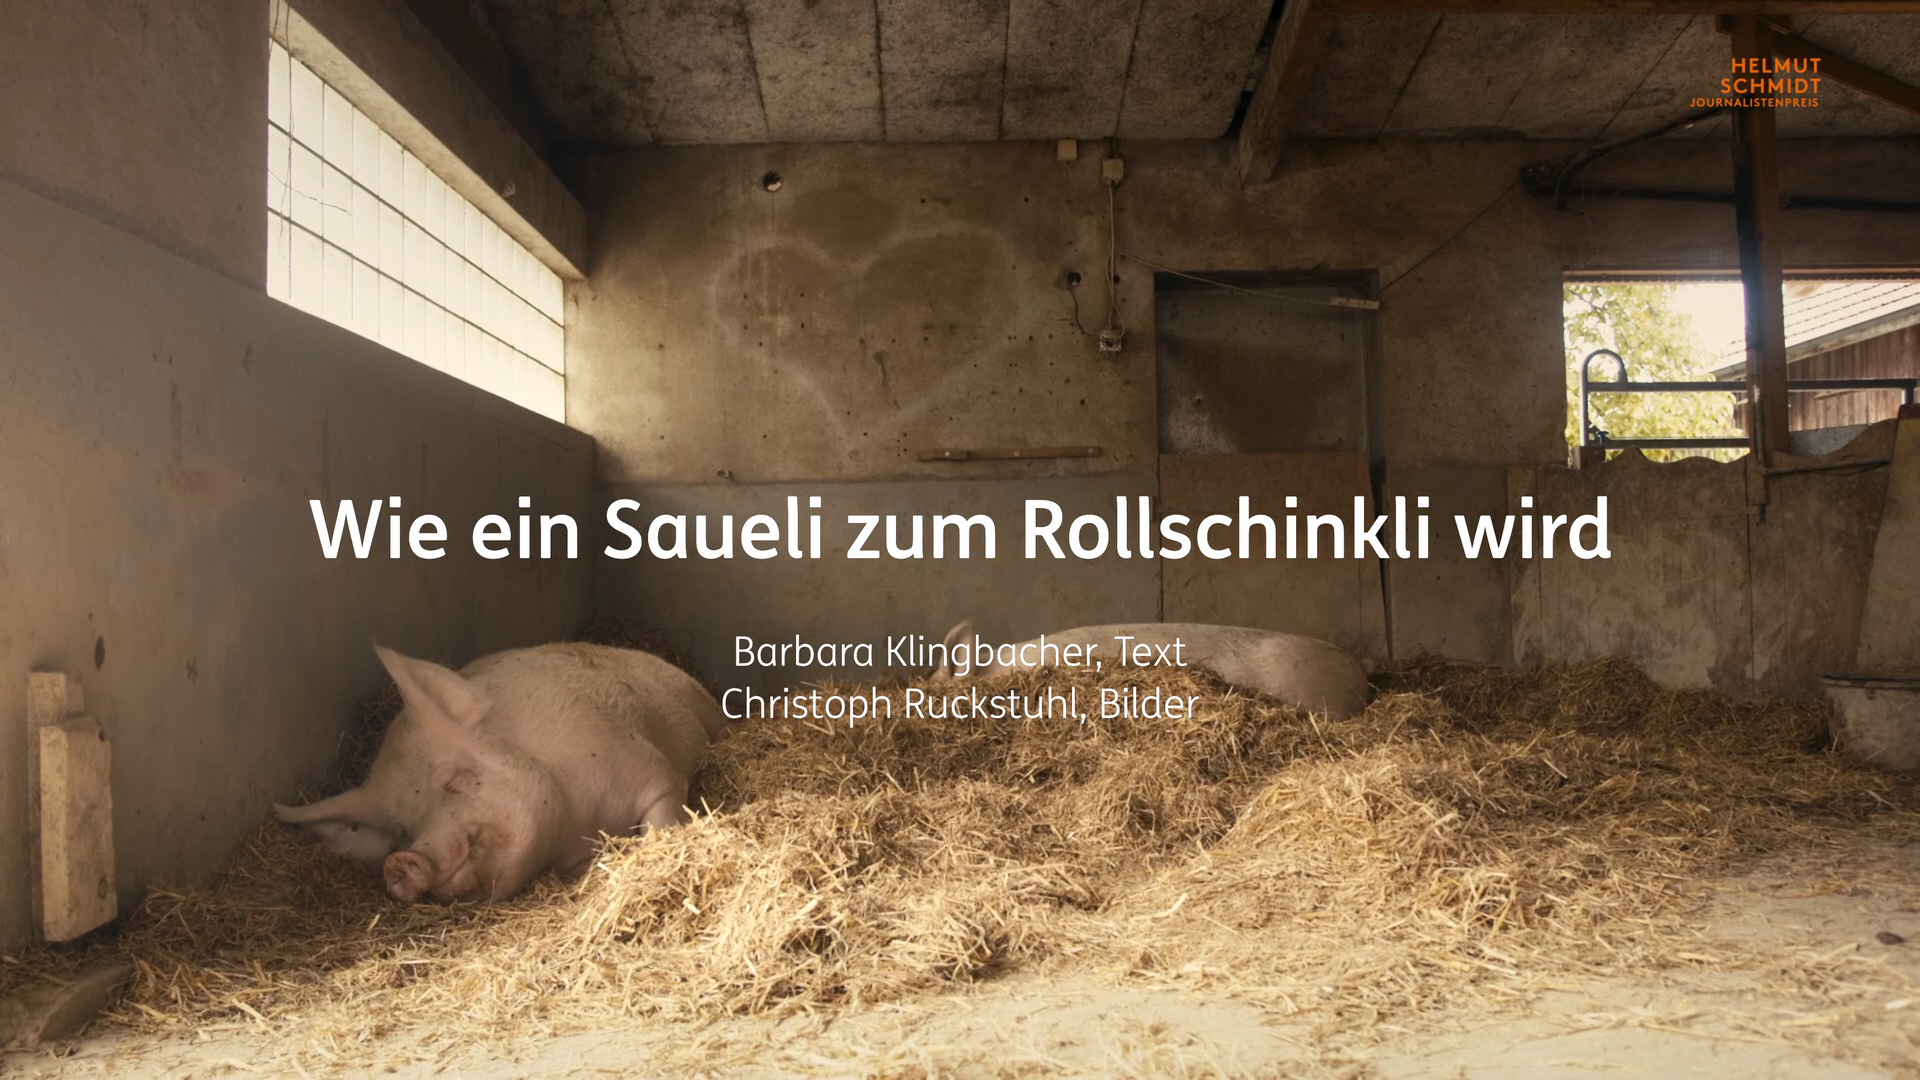 HELMUT
SCHMIDT
JOURNALISTENPREIS
Wie ein Saueli zum Rollschinkli wird
Barbara Klingbacher, Text
Christoph Ruckstuhl, Bilder